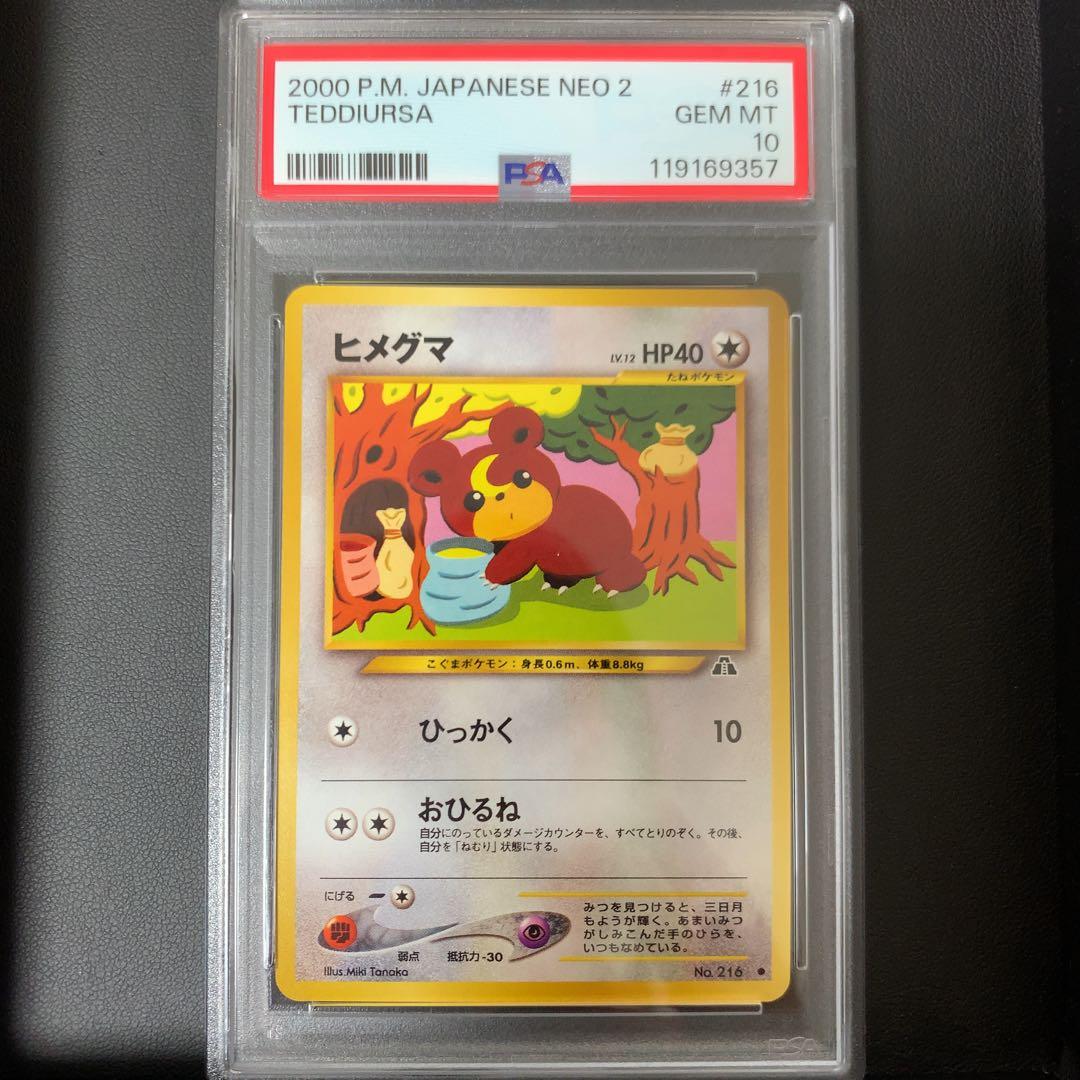 2000 P.M. JAPANESE NEO 2 #216
TEDDIURSA GEM MT
10
PSA 119169357
ヒメグマ LV.12 HP40
たねポケモン
こぐまポケモン：身長0.6m、体重8.8kg
ひっかく 10
おひるね
自分にのっているダメージカウンターを、すべてとりのぞく。その後、
自分を「ねむり」状態にする。
にげる
みつを見つけると、三日月
もようが輝く。あまいみつ
がしみこんだ手のひらを、
いつもなめている。
弱点 抵抗力-30
Illus.Miki Tanaka No. 216
PSA